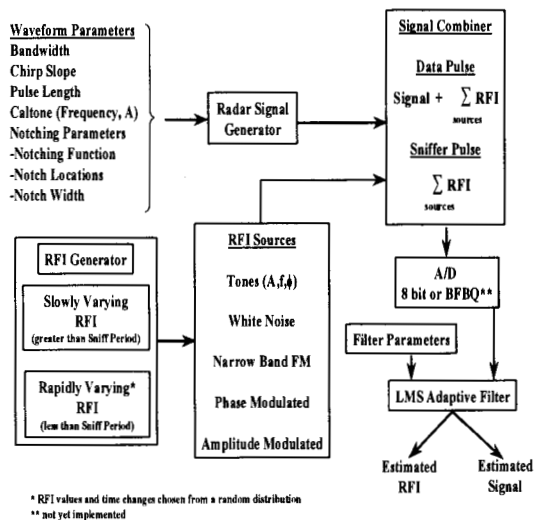 Waveform Parameters
Bandwidth
Chirp Slope
Pulse Length
Caltone (Frequency, A)
Notching Parameters
-Notching Function
-Notch Locations
-Notch Width
Radar Signal
Generator
Signal Combiner
Data Pulse
Signal + ∑ RFI
sources
Sniffer Pulse
∑ RFI
sources
RFI Generator
Slowly Varying
RFI
(greater than Sniff Period)
Rapidly Varying*
RFI
(less than Sniff Period)
RFI Sources
Tones (A,f,ϕ)
White Noise
Narrow Band FM
Phase Modulated
Amplitude Modulated
A/D
8 bit or BFBQ**
Filter Parameters
LMS Adaptive Filter
Estimated
RFI
Estimated
Signal
* RFI values and time changes chosen from a random distribution
** not yet implemented